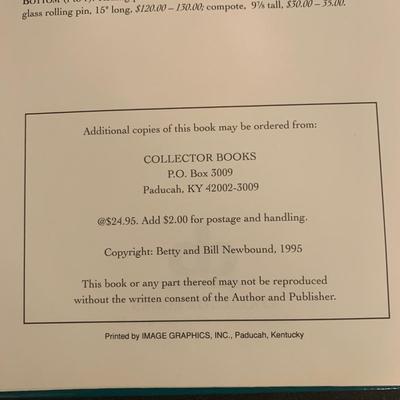 glass rolling pin, 15" long, $120.00 – 130.00; compote, 9⅞ tall, $30.00 – 35.00.
Additional copies of this book may be ordered from:
COLLECTOR BOOKS
P.O. Box 3009
Paducah, KY 42002-3009
@$24.95. Add $2.00 for postage and handling.
Copyright: Betty and Bill Newbound, 1995
This book or any part thereof may not be reproduced
without the written consent of the Author and Publisher.
Printed by IMAGE GRAPHICS, INC., Paducah, Kentucky